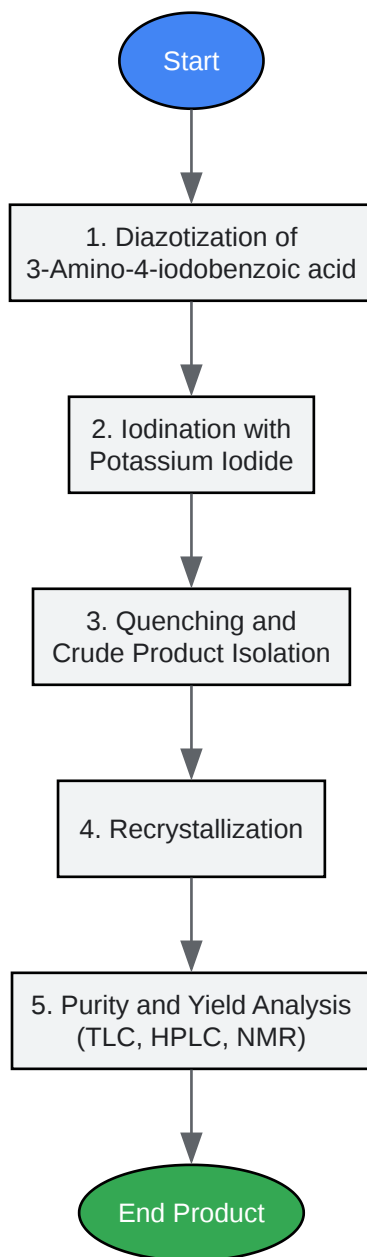 Start
1. Diazotization of
3-Amino-4-iodobenzoic acid
2. Iodination with
Potassium Iodide
3. Quenching and
Crude Product Isolation
4. Recrystallization
5. Purity and Yield Analysis
(TLC, HPLC, NMR)
End Product